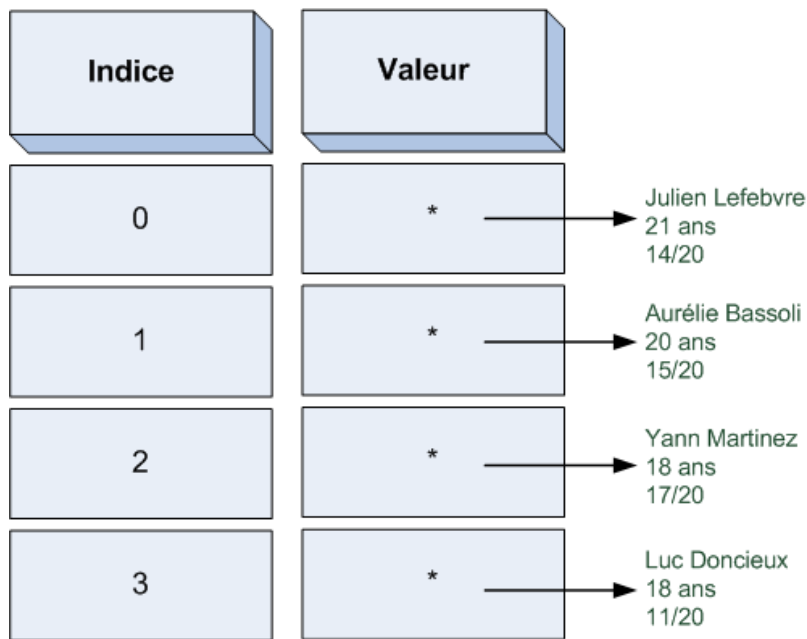 Indice
Valeur
0
*
Julien Lefebvre
21 ans
14/20
1
*
Aurélie Bassoli
20 ans
15/20
2
*
Yann Martinez
18 ans
17/20
3
*
Luc Doncieux
18 ans
11/20